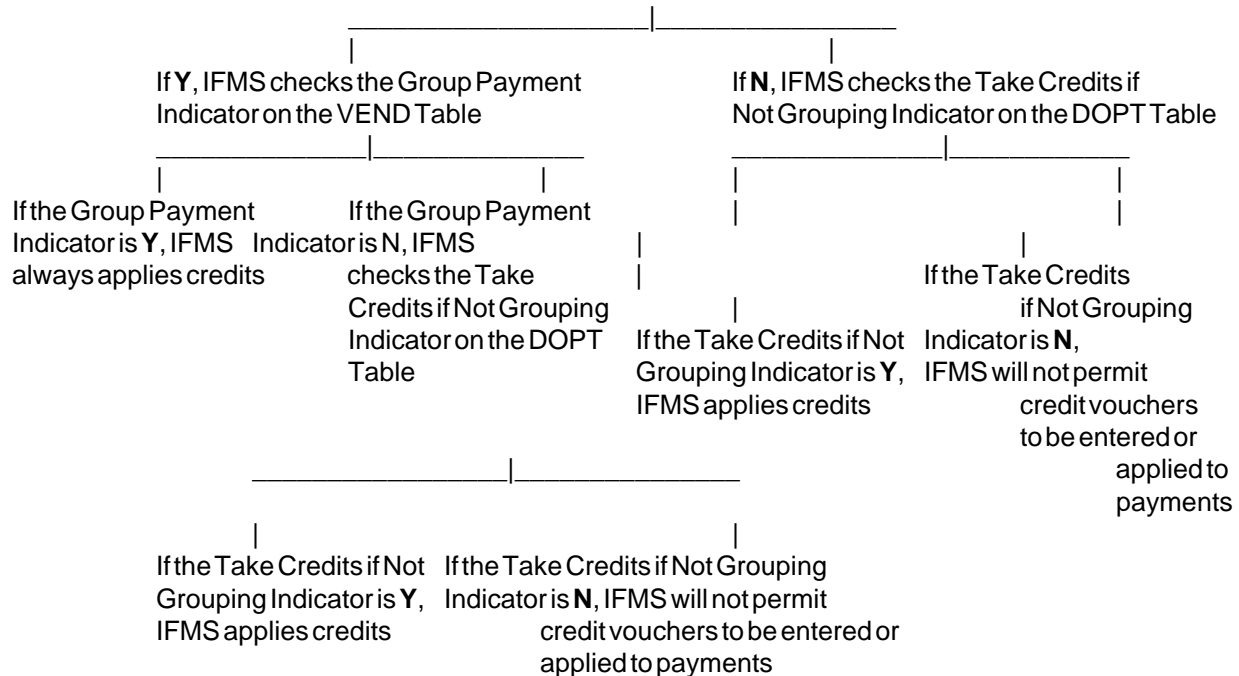 If Y, IFMS checks the Group Payment
Indicator on the VEND Table
If N, IFMS checks the Take Credits if
Not Grouping Indicator on the DOPT Table
If the Group Payment
Indicator is Y, IFMS
always applies credits
If the Group Payment
Indicator is N, IFMS
checks the Take
Credits if Not Grouping
Indicator on the DOPT
Table
If the Take Credits if Not
Grouping Indicator is Y,
IFMS applies credits
If the Take Credits
if Not Grouping
Indicator is N,
IFMS will not permit
credit vouchers
to be entered or
applied to
payments
If the Take Credits if Not
Grouping Indicator is Y,
IFMS applies credits
If the Take Credits if Not Grouping
Indicator is N, IFMS will not permit
credit vouchers to be entered or
applied to payments